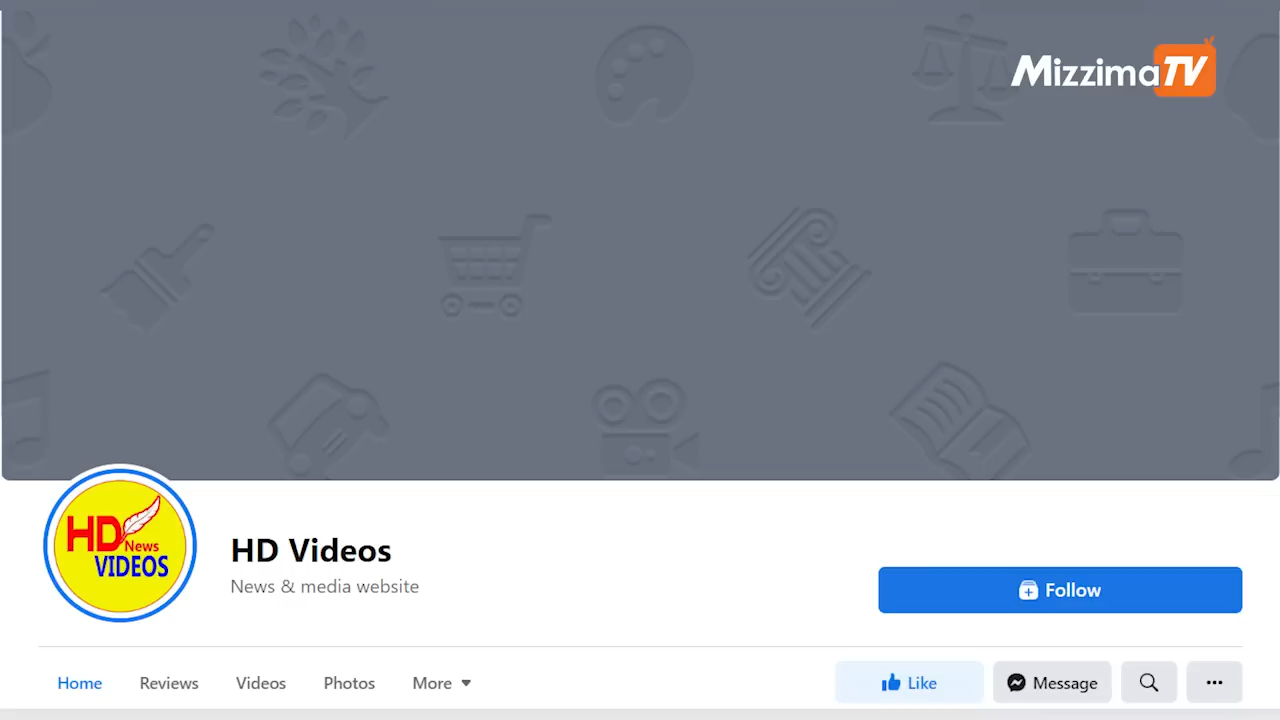 MizzimaTV
HD
News
VIDEOS
HD Videos
News & media website
Follow
Home
Reviews
Videos
Photos
More
Like
Message